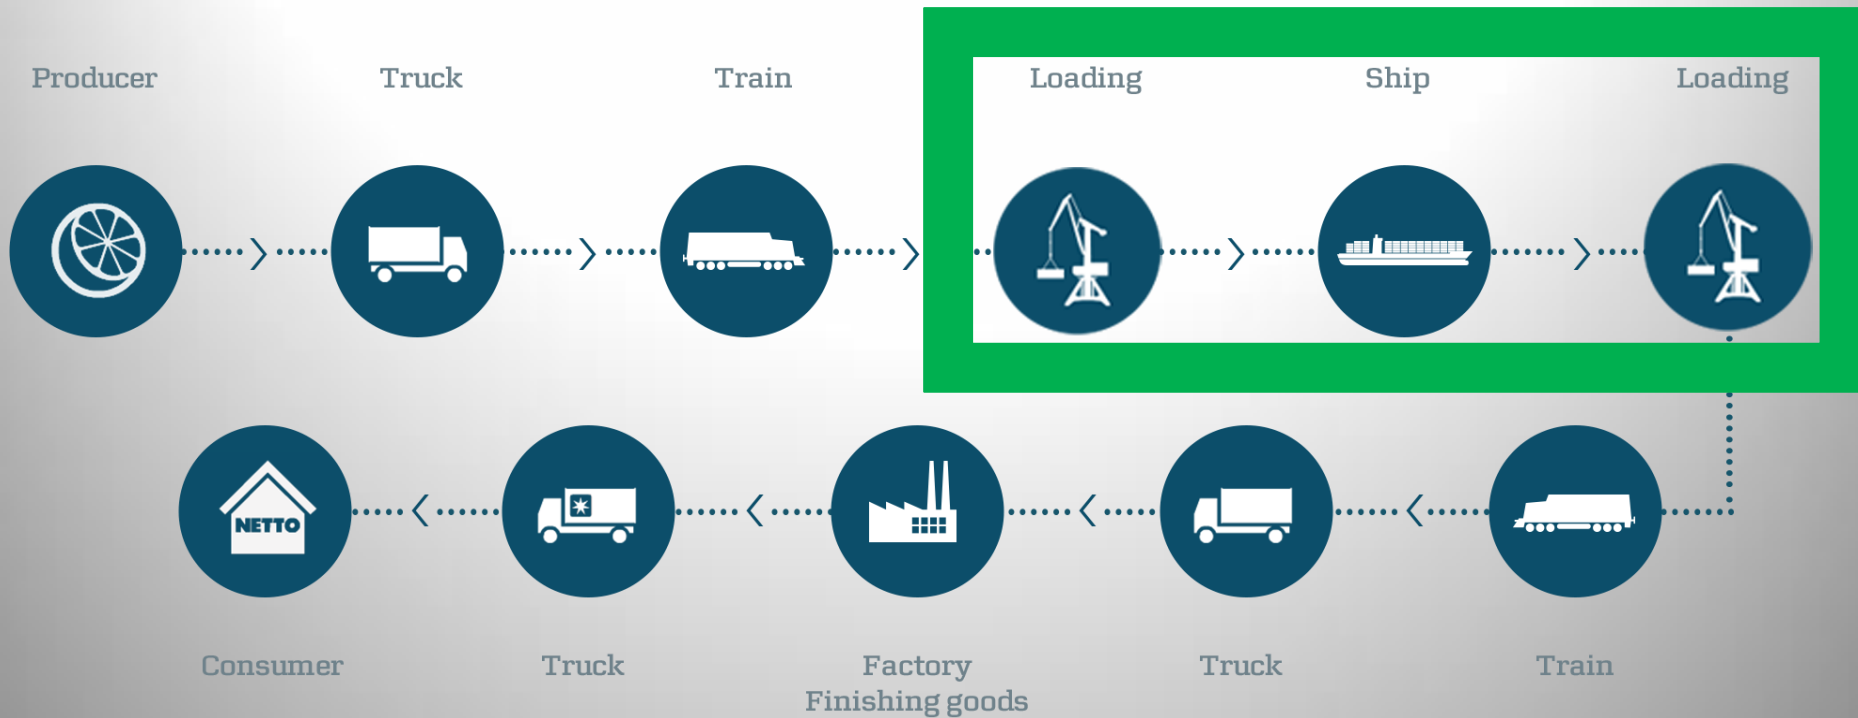 Producer
Truck
Train
Loading
Ship
Loading
NETTO
Consumer
Truck
Factory
Finishing goods
Truck
Train